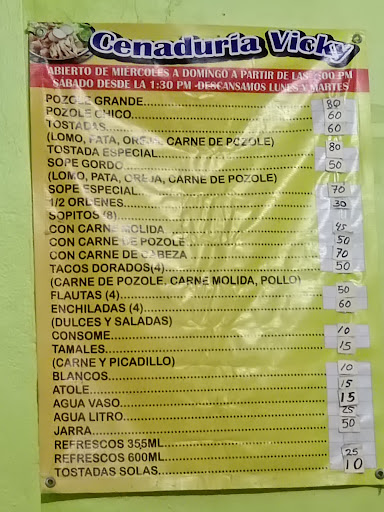 Cenaduría Vicky
ABIERTO DE MIERCOLES A DOMINGO A PARTIR DE LAS :00 PM
SABADO DESDE LA 1:30 PM -DESCANSAMOS LUNES Y MARTES
POZOLE GRANDE 80
POZOLE CHICO 60
TOSTADAS 60
(LOMO, PATA, OREJA, CARNE DE POZOLE)
TOSTADA ESPECIAL 80
SOPE GORDO 50
(LOMO, PATA, OREJA, CARNE DE POZOLE)
SOPE ESPECIAL 70
1/2 ORDENES 30
SOPITOS (8)
CON CARNE MOLIDA 45
CON CARNE DE POZOLE 50
CON CARNE DE CABEZA 70
TACOS DORADOS(4) 50
(CARNE DE POZOLE, CARNE MOLIDA, POLLO)
FLAUTAS (4) 50
ENCHILADAS (4) 60
(DULCES Y SALADAS)
CONSOME 10
TAMALES 15
(CARNE Y PICADILLO)
BLANCOS 10
ATOLE 15
AGUA VASO 15
AGUA LITRO 25
JARRA 50
REFRESCOS 355ML
REFRESCOS 600ML 25
TOSTADAS SOLAS 10